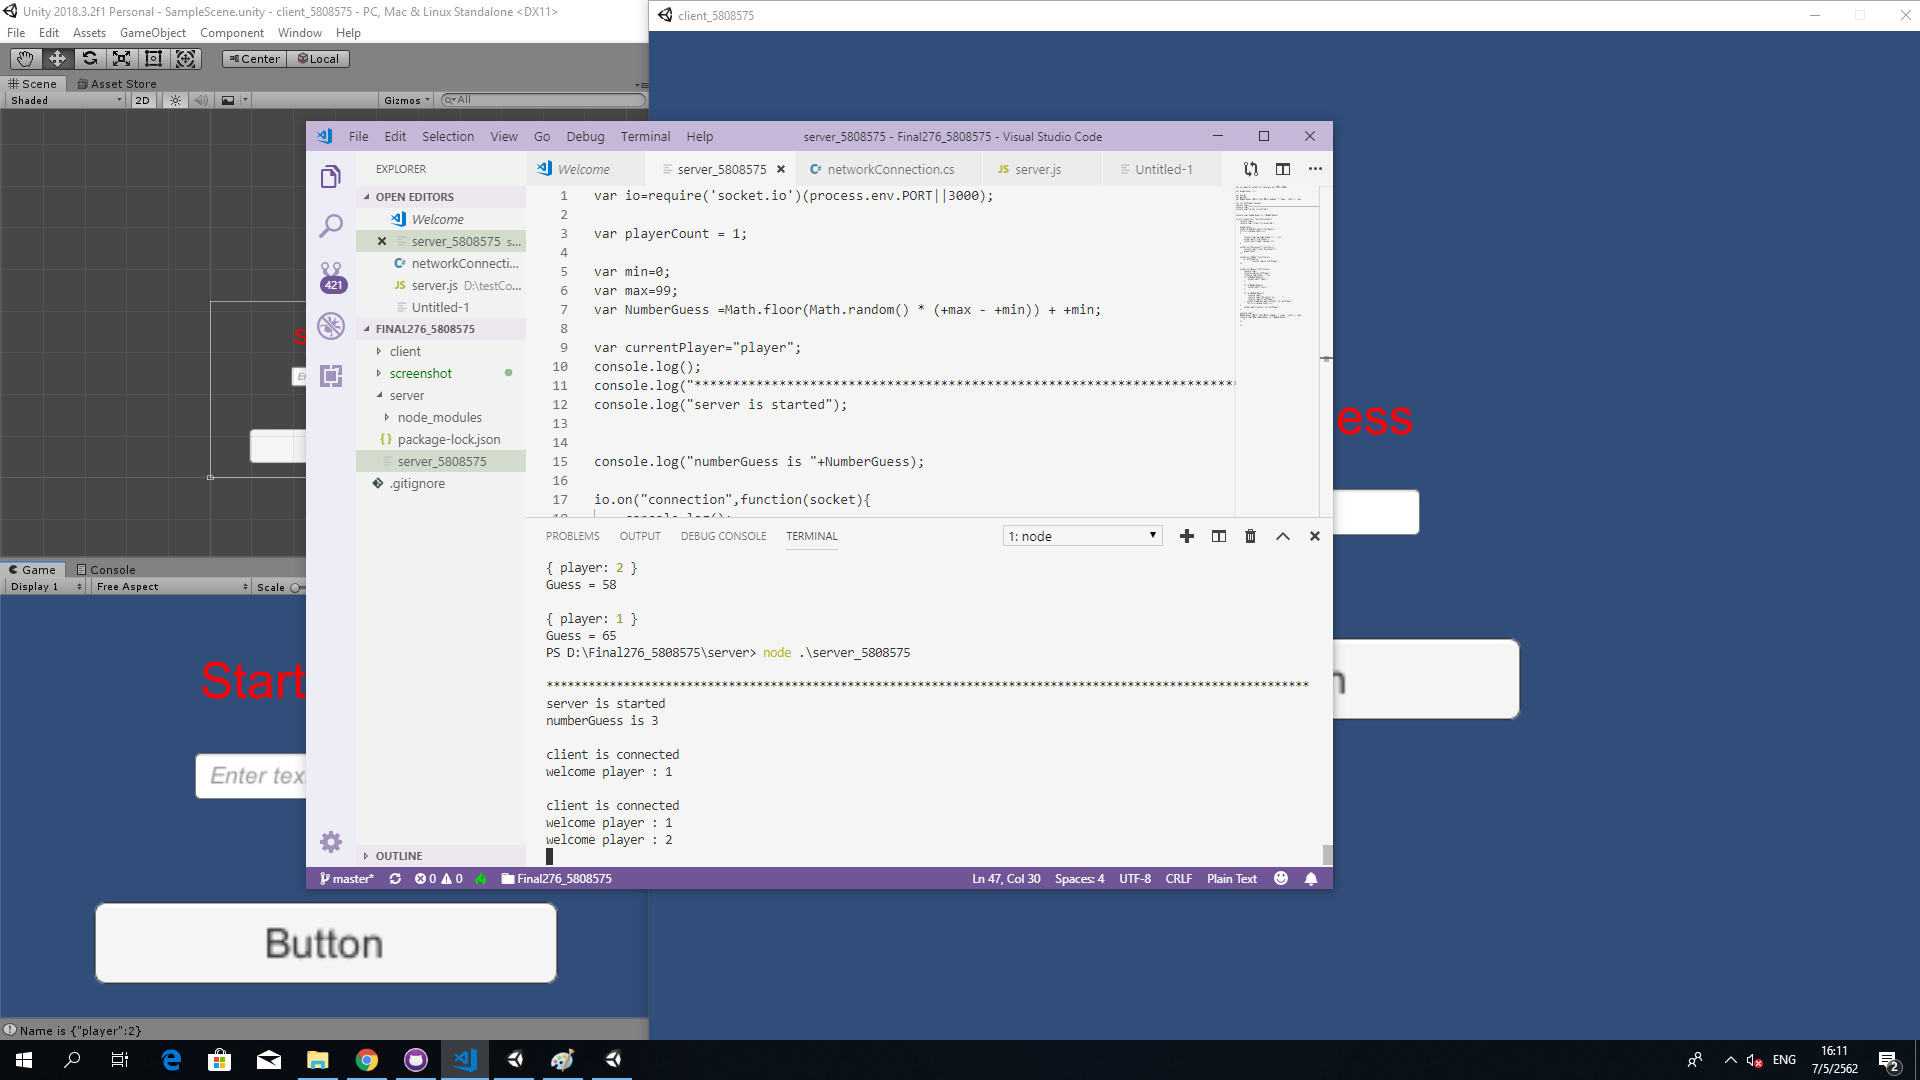 Unity 2018.3.2f1 Personal - SampleScene.unity - client_5808575 - PC, Mac & Linux Standalone <DX11>
File Edit Assets GameObject Component Window Help
Center Local
Scene Asset Store
Shaded 2D Gizmos All
client_5808575
File Edit Selection View Go Debug Terminal Help
server_5808575 - Final276_5808575 - Visual Studio Code
EXPLORER
OPEN EDITORS
Welcome
server_5808575 s...
networkConnecti...
JS server.js D:\testCo...
Untitled-1
FINAL276_5808575
client
screenshot
server
node_modules
{} package-lock.json
server_5808575
.gitignore
OUTLINE
421
Welcome server_5808575 networkConnection.cs JS server.js Untitled-1
1 var io=require('socket.io')(process.env.PORT||3000);
2
3 var playerCount = 1;
4
5 var min=0;
6 var max=99;
7 var NumberGuess =Math.floor(Math.random() * (+max - +min)) + +min;
8
9 var currentPlayer="player";
10 console.log();
11 console.log("**********************************************************************
12 console.log("server is started");
13
14
15 console.log("numberGuess is "+NumberGuess);
16
17 io.on("connection",function(socket){
PROBLEMS OUTPUT DEBUG CONSOLE TERMINAL
1: node
{ player: 2 }
Guess = 58
{ player: 1 }
Guess = 65
PS D:\Final276_5808575\server> node .\server_5808575
*************************************************************************************************************
server is started
numberGuess is 3
client is connected
welcome player : 1
client is connected
welcome player : 1
welcome player : 2
master* 0 0 Final276_5808575
Ln 47, Col 30 Spaces: 4 UTF-8 CRLF Plain Text
ess
n
Game Console
Display 1 Free Aspect Scale
Start
Enter tex
Button
Name is {"player":2}
ENG
16:11
7/5/2562
2